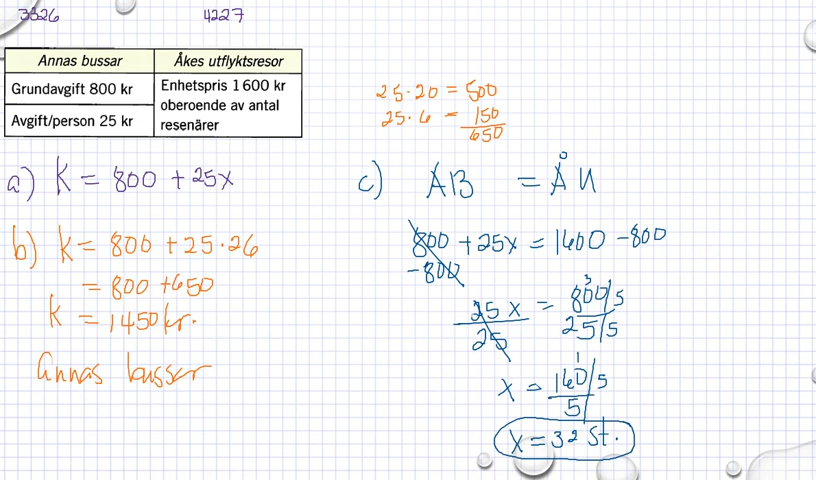 3326
4227
Annas bussar
Åkes utflyktsresor
Grundavgift 800 kr
Enhetspris 1 600 kr
oberoende av antal
resenärer
Avgift/person 25 kr
25·20 = 500
25·6 = 150
650
a) K = 800 + 25x
b) K = 800 + 25·26
= 800 + 650
K = 1450 kr.
Annas busser
c) AB = ÅU
800 + 25x = 1600 - 800
-800
25x = 800/5
25 25/5
x = 160/5
5
x = 32 st.